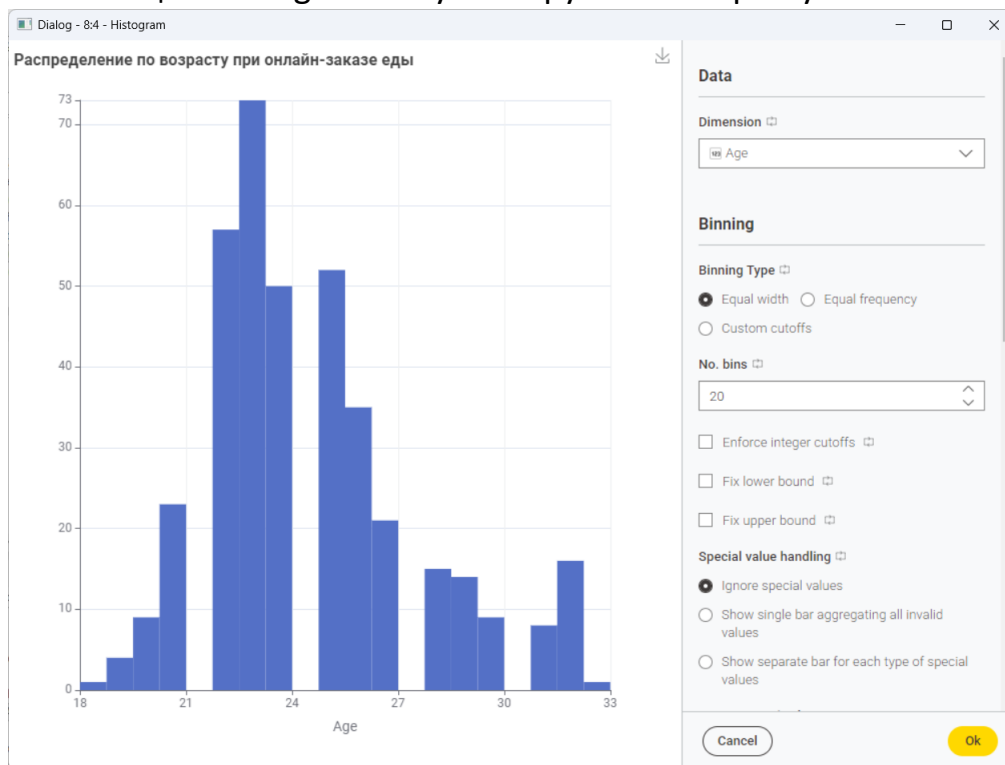 Dialog - 8:4 - Histogram
Распределение по возрасту при онлайн-заказе еды
73
70
60
50
40
30
20
10
0
18 21 24 27 30 33
Age
Data
Dimension
Age
Binning
Binning Type
Equal width Equal frequency
Custom cutoffs
No. bins
20
Enforce integer cutoffs
Fix lower bound
Fix upper bound
Special value handling
Ignore special values
Show single bar aggregating all invalid
values
Show separate bar for each type of special
values
Cancel Ok